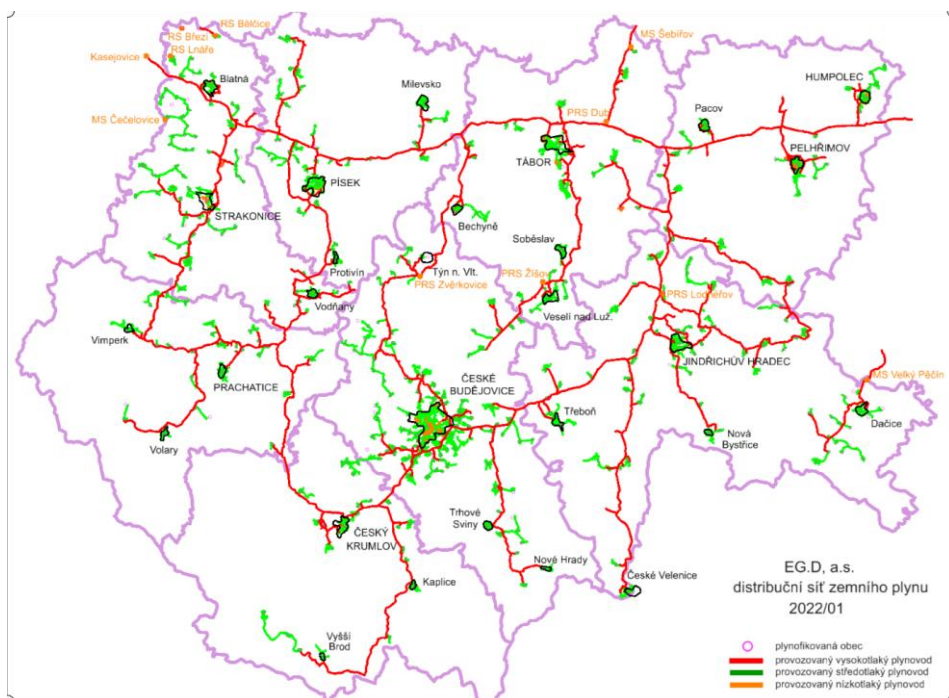 RS Bělčice
RS Březí
RS Lnáře
Kasejovice
Blatná
MS Čečelovice
Milevsko
MS Šebířov
HUMPOLEC
Pacov
PRS Dub
TÁBOR
PELHŘIMOV
PÍSEK
STRAKONICE
Bechyně
Soběslav
Protivín
Týn n. Vlt.
PRS Zvěrkovice
PRS Žíšov
Vodňany
Veselí nad Luž.
PRS Lodhéřov
Vimperk
JINDŘICHŮV HRADEC
PRACHATICE
ČESKÉ
BUDĚJOVICE
MS Velký Pěčín
Třeboň
Dačice
Volary
Nová
Bystřice
Trhové
Sviny
ČESKÝ
KRUMLOV
Nové Hrady
České Velenice
Kaplice
Vyšší
Brod
EG.D, a.s.
distribuční síť zemního plynu
2022/01
plynofikovaná obec
provozovaný vysokotlaký plynovod
provozovaný středotlaký plynovod
provozovaný nízkotlaký plynovod